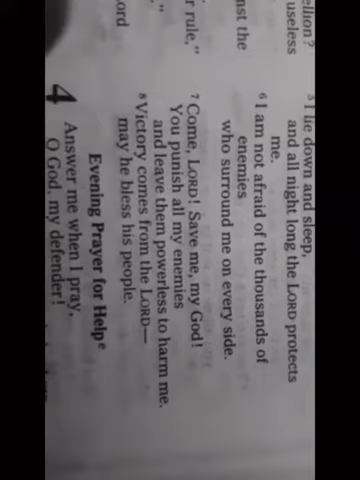 ellion?
useless
nst the
r rule,"
"
ord
5 I lie down and sleep,
and all night long the LORD protects
me.
6 I am not afraid of the thousands of
enemies
who surround me on every side.
7 Come, LORD! Save me, my God!
You punish all my enemies
and leave them powerless to harm me.
8 Victory comes from the LORD—
may he bless his people.
Evening Prayer for Help e
4 Answer me when I pray,
O God, my defender!